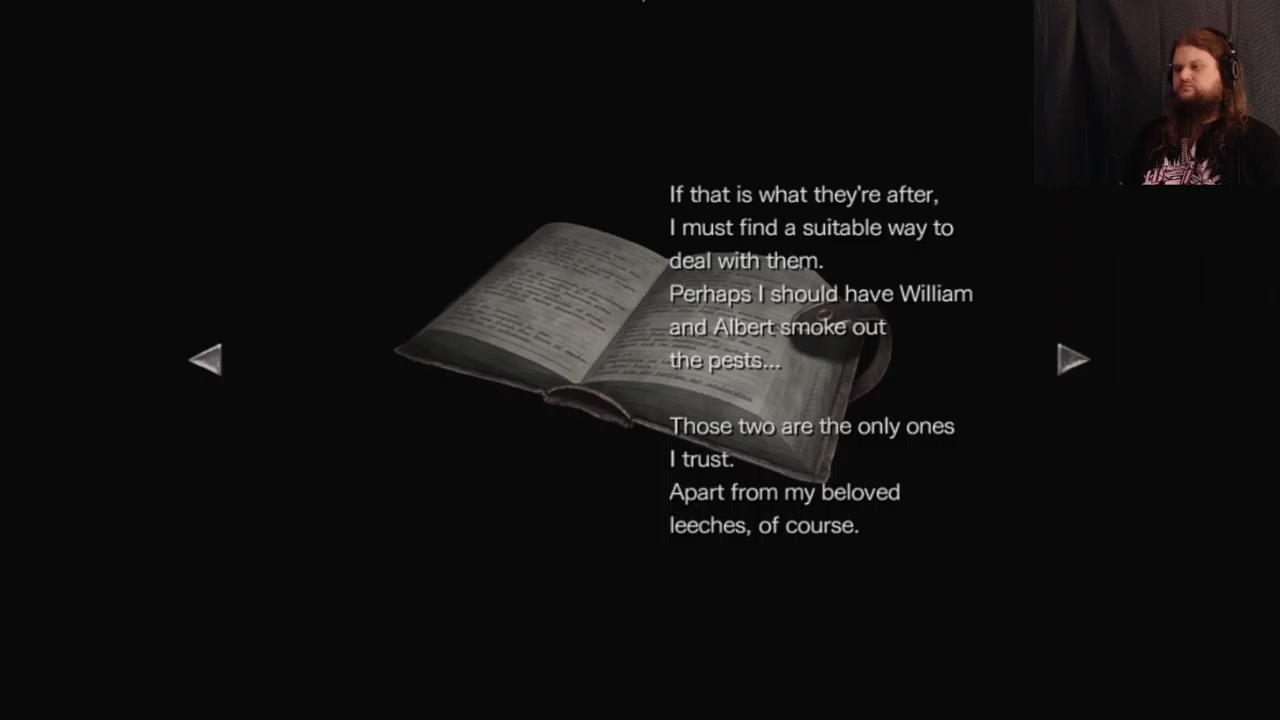 If that is what they're after,
I must find a suitable way to
deal with them.
Perhaps I should have William
and Albert smoke out
the pests...
Those two are the only ones
I trust.
Apart from my beloved
leeches, of course.